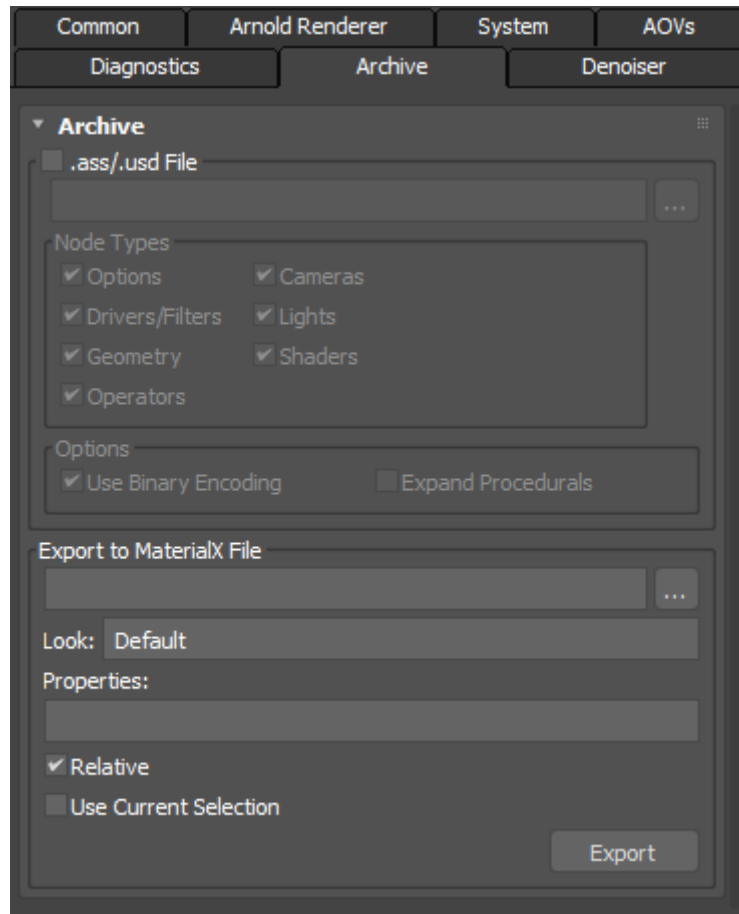 Common Arnold Renderer System AOVs
Diagnostics Archive Denoiser
Archive
.ass/.usd File
...
Node Types
Options Cameras
Drivers/Filters Lights
Geometry Shaders
Operators
Options
Use Binary Encoding Expand Procedurals
Export to MaterialX File
...
Look: Default
Properties:
Relative
Use Current Selection
Export